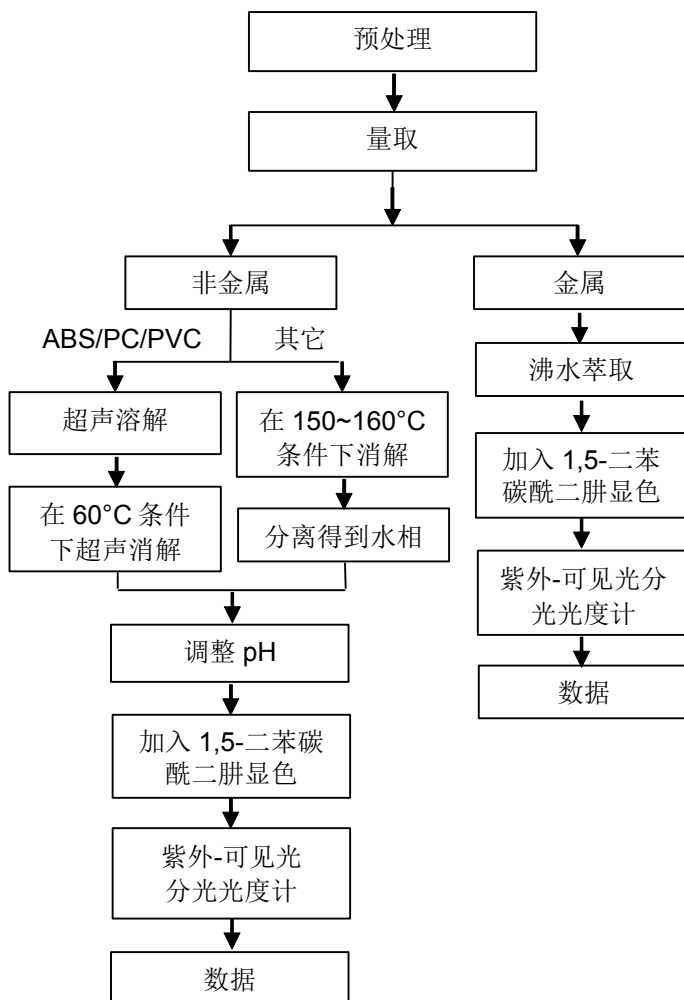 预处理
量取
非金属
金属
ABS/PC/PVC
其它
沸水萃取
超声溶解
在 150~160°C
条件下消解
加入 1,5-二苯
碳酰二肼显色
在 60°C 条件
下超声消解
分离得到水相
紫外-可见光分
光光度计
调整 pH
数据
加入 1,5-二苯碳
酰二肼显色
紫外-可见光
分光光度计
数据